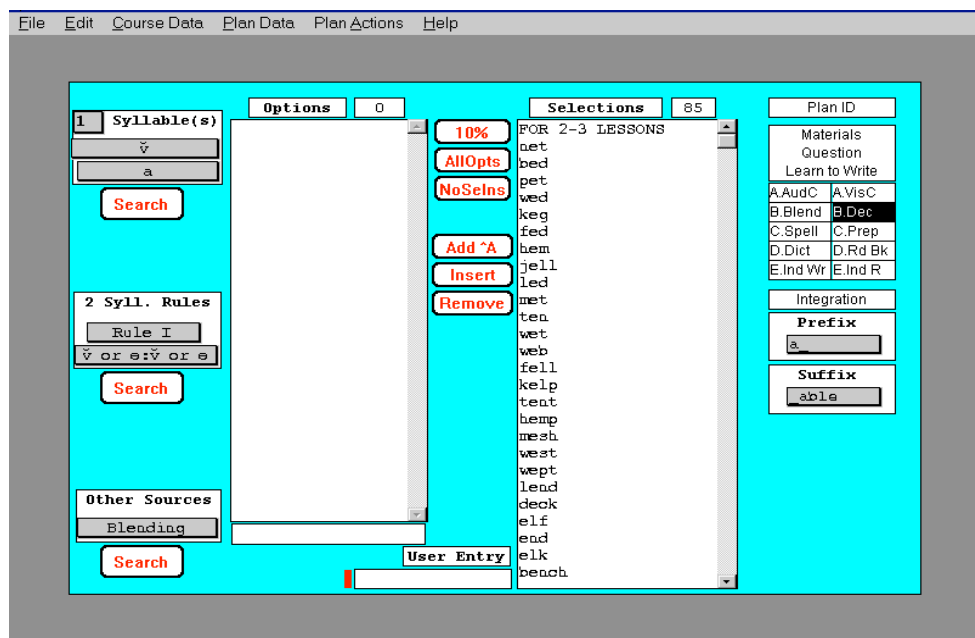 File Edit Course Data Plan Data Plan Actions Help
1 Syllable(s)
v̆
a
Search
2 Syll. Rules
Rule I
v̆ or ə:v̆ or ə
Search
Other Sources
Blending
Search
Options 0
10%
AllOpts
NoSelns
Add ^A
Insert
Remove
User Entry
Selections 85
FOR 2-3 LESSONS
net
bed
pet
wed
keg
fed
hem
jell
led
met
ten
wet
web
fell
kelp
tent
hemp
mesh
west
wept
lend
deck
elf
end
elk
bench
Plan ID
Materials
Question
Learn to Write
A.AudC A.VisC
B.Blend B.Dec
C.Spell C.Prep
D.Dict D.Rd Bk
E.Ind Wr E.Ind R
Integration
Prefix
a_
Suffix
_able